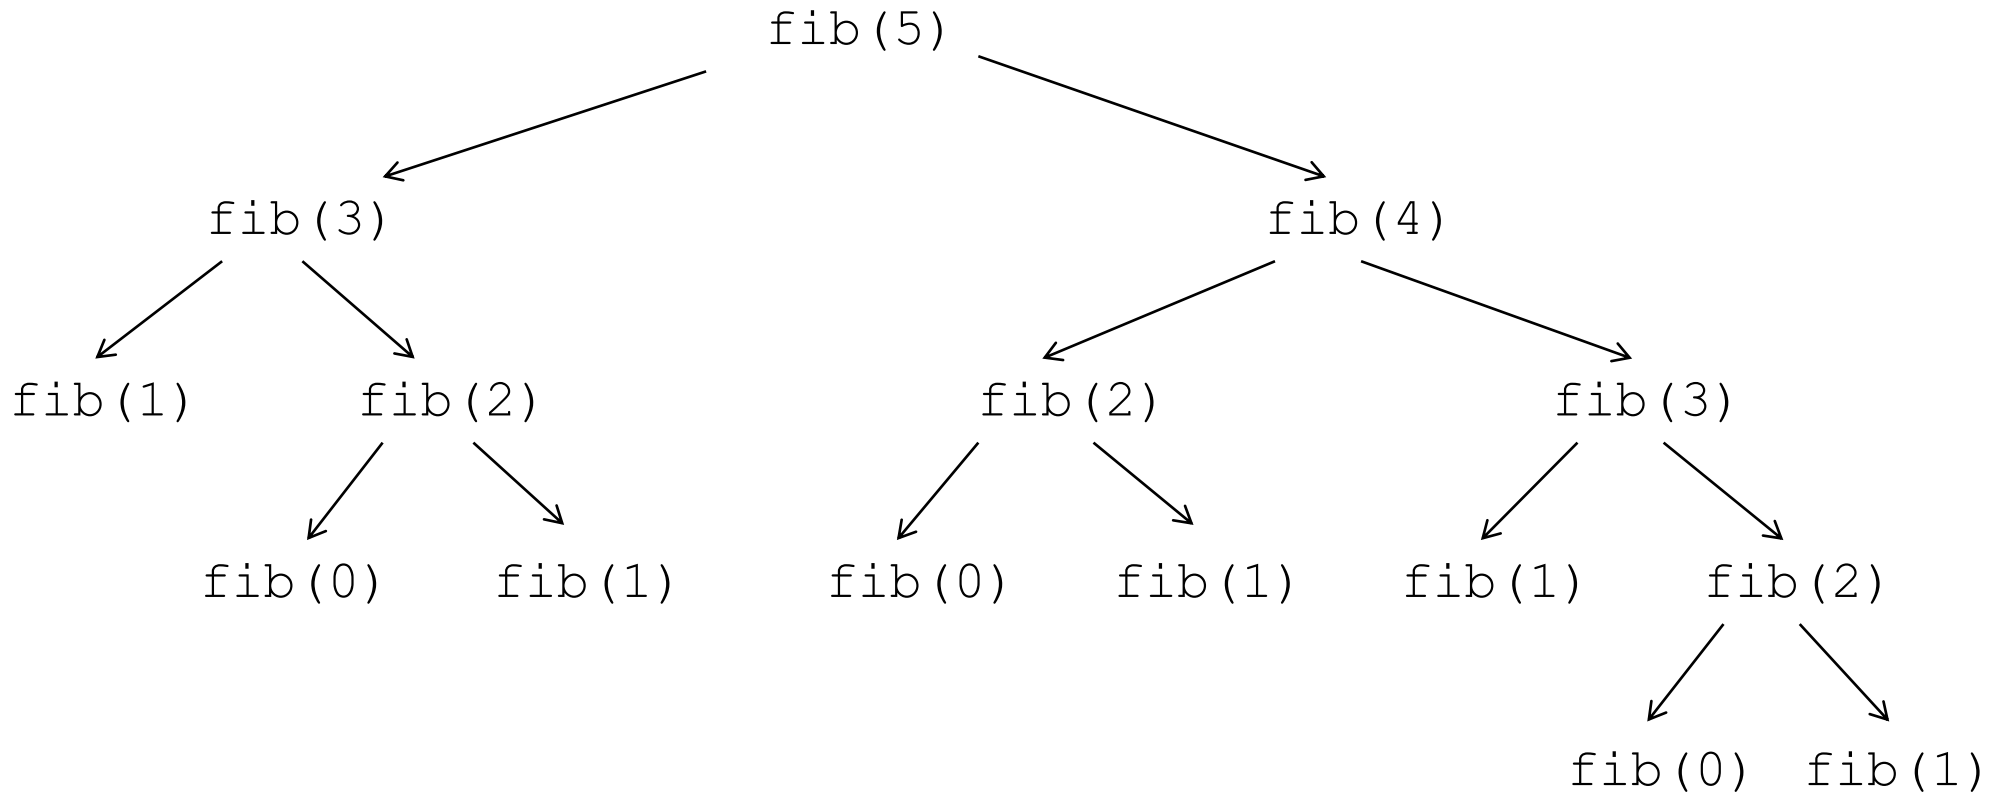 fib(5)
fib(3) fib(4)
fib(1) fib(2) fib(2) fib(3)
fib(0) fib(1) fib(0) fib(1) fib(1) fib(2)
fib(0) fib(1)